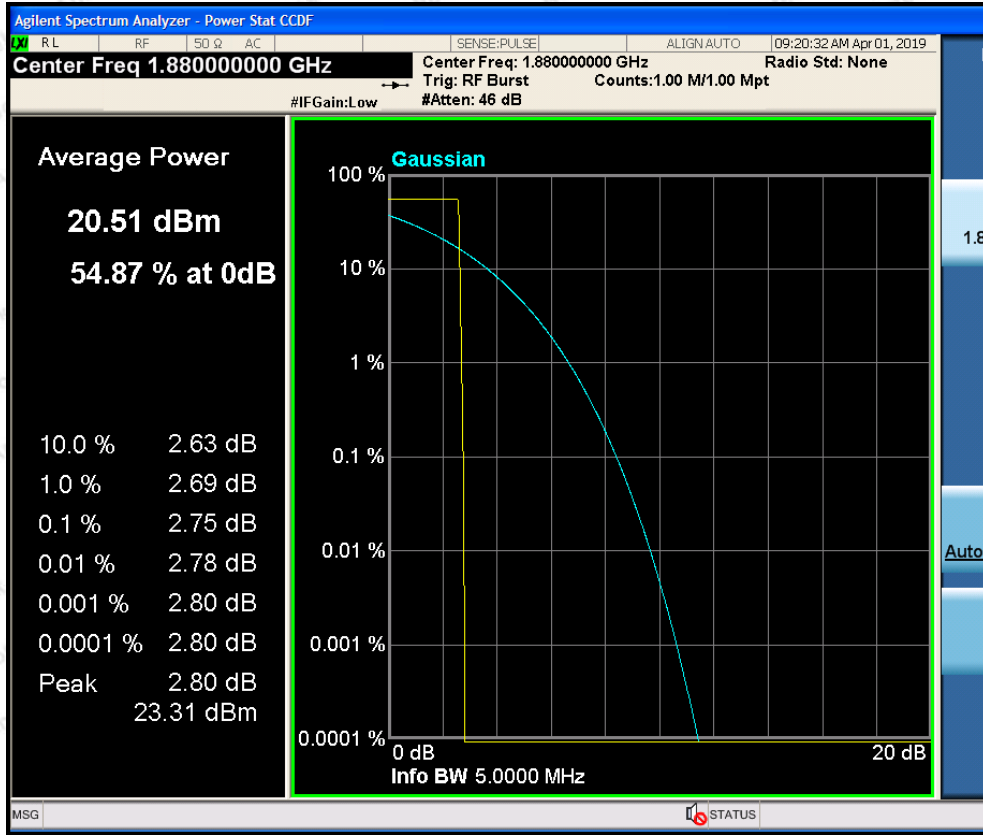 Agilent Spectrum Analyzer - Power Stat CCDF
LXI RL RF 50 Ω AC SENSE:PULSE ALIGN AUTO 09:20:32 AM Apr 01, 2019
Center Freq 1.880000000 GHz
Center Freq: 1.880000000 GHz Radio Std: None
Trig: RF Burst Counts:1.00 M/1.00 Mpt
#IFGain:Low #Atten: 46 dB
Average Power
20.51 dBm
54.87 % at 0dB
10.0 % 2.63 dB
1.0 % 2.69 dB
0.1 % 2.75 dB
0.01 % 2.78 dB
0.001 % 2.80 dB
0.0001 % 2.80 dB
Peak 2.80 dB
23.31 dBm
Gaussian
100 %
10 %
1 %
0.1 %
0.01 %
0.001 %
0.0001 %
0 dB 20 dB
Info BW 5.0000 MHz
1.8
Auto
MSG STATUS